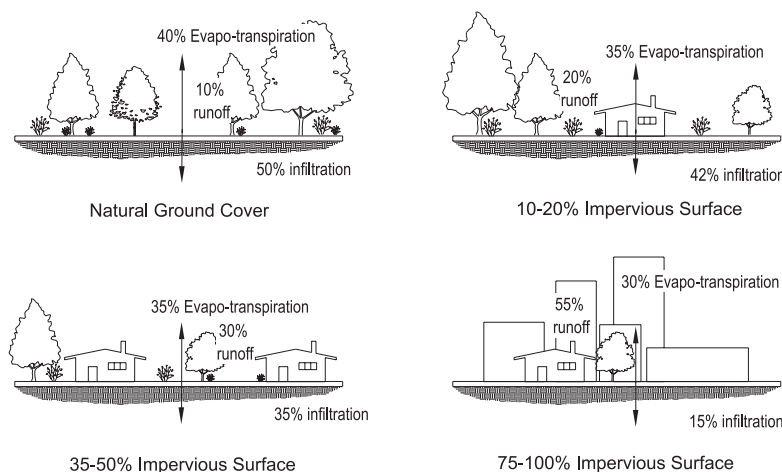 40% Evapo-transpiration
10%
runoff
50% infiltration
Natural Ground Cover
35% Evapo-transpiration
20%
runoff
42% infiltration
10-20% Impervious Surface
35% Evapo-transpiration
30%
runoff
35% infiltration
35-50% Impervious Surface
30% Evapo-transpiration
55%
runoff
15% infiltration
75-100% Impervious Surface